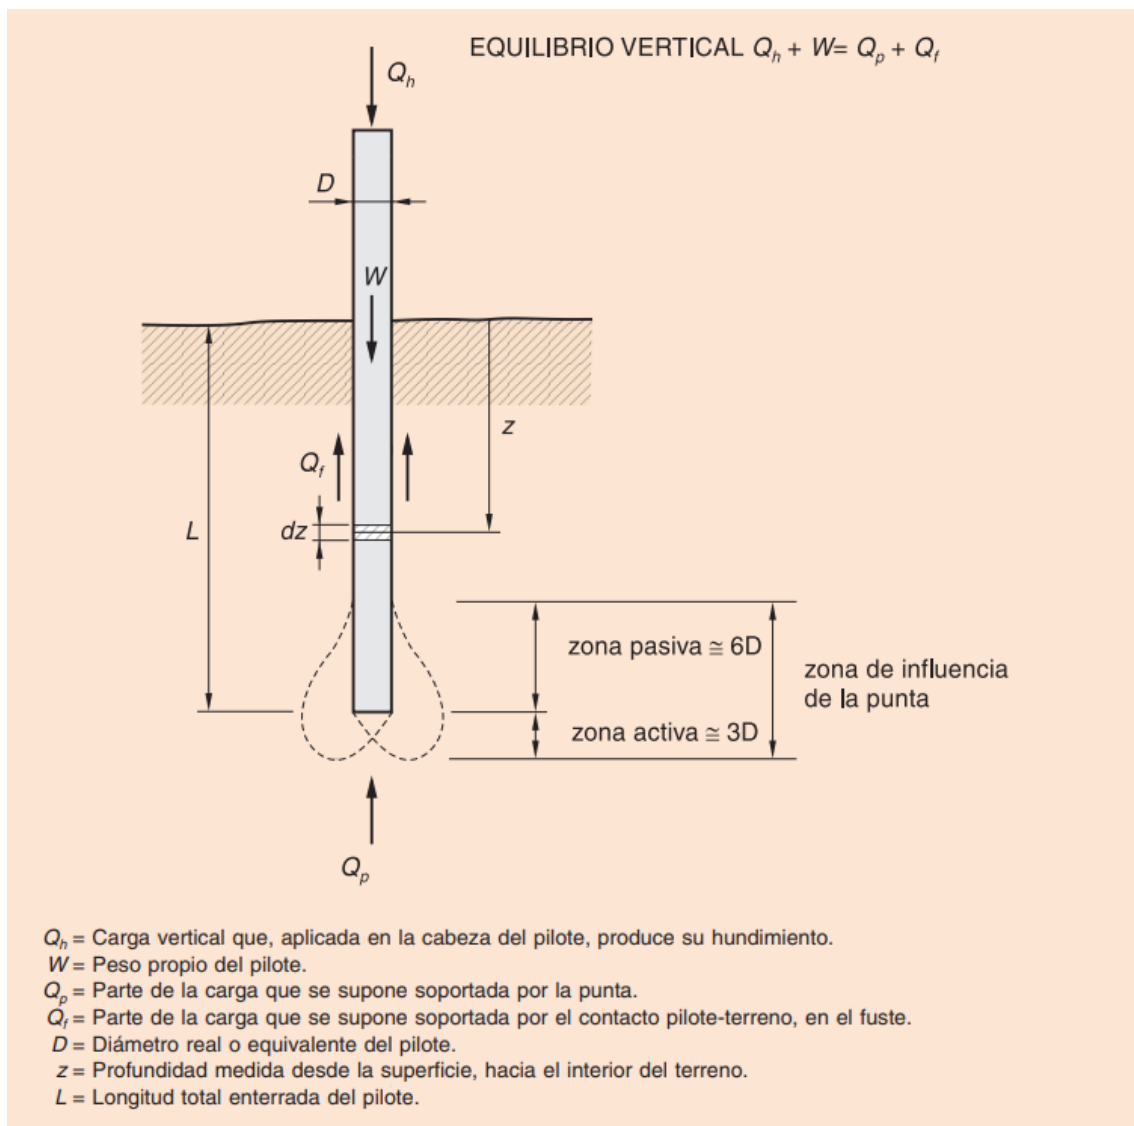 EQUILIBRIO VERTICAL Qh + W= Qp + Qf
Qh
D
W
z
Qf
L
dz
zona pasiva ≅ 6D
zona de influencia
de la punta
zona activa ≅ 3D
Qp
Qh = Carga vertical que, aplicada en la cabeza del pilote, produce su hundimiento.
W = Peso propio del pilote.
Qp = Parte de la carga que se supone soportada por la punta.
Qf = Parte de la carga que se supone soportada por el contacto pilote-terreno, en el fuste.
D = Diámetro real o equivalente del pilote.
z = Profundidad medida desde la superficie, hacia el interior del terreno.
L = Longitud total enterrada del pilote.